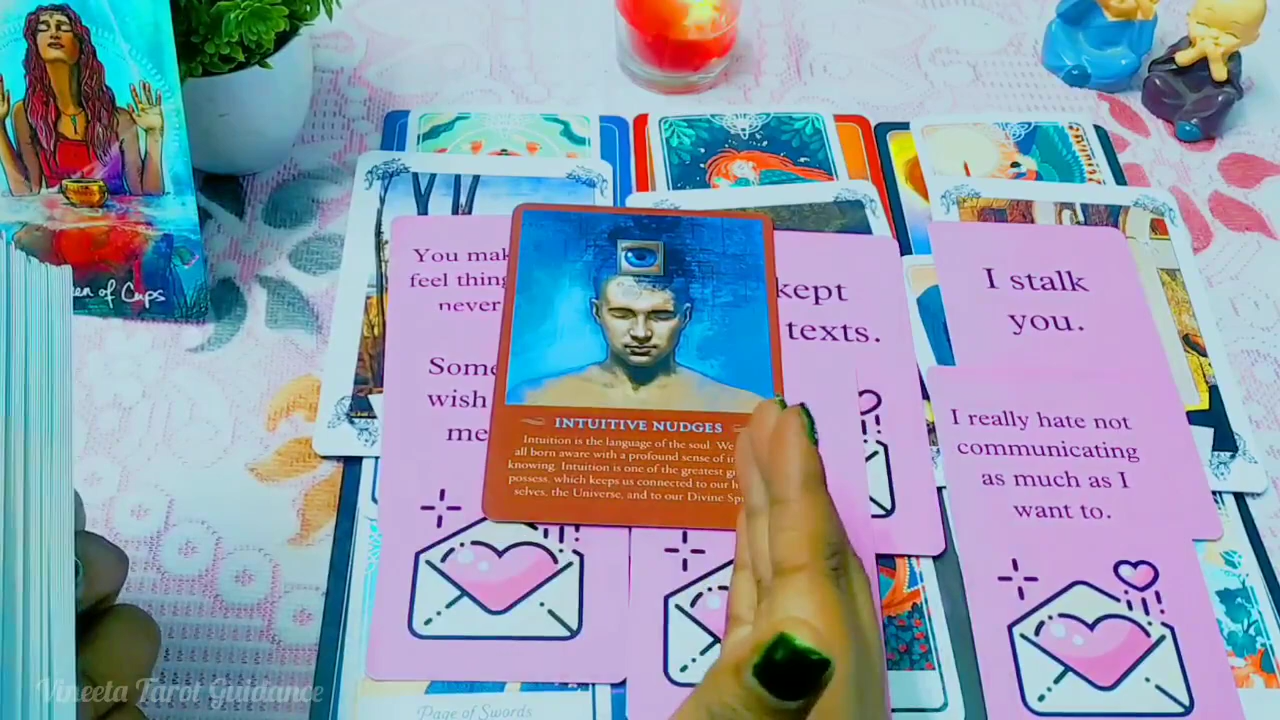 en of Cups
You mak
feel thing
never
Some
wish
me
kept
texts.
I stalk
you.
I really hate not
communicating
as much as I
want to.
INTUITIVE NUDGES
Intuition is the language of the soul. We
all born aware with a profound sense of in
knowing. Intuition is one of the greatest g
possess, which keeps us connected to our h
selves, the Universe, and to our Divine Sp
Page of Swords
Vineeta Tarot Guidance